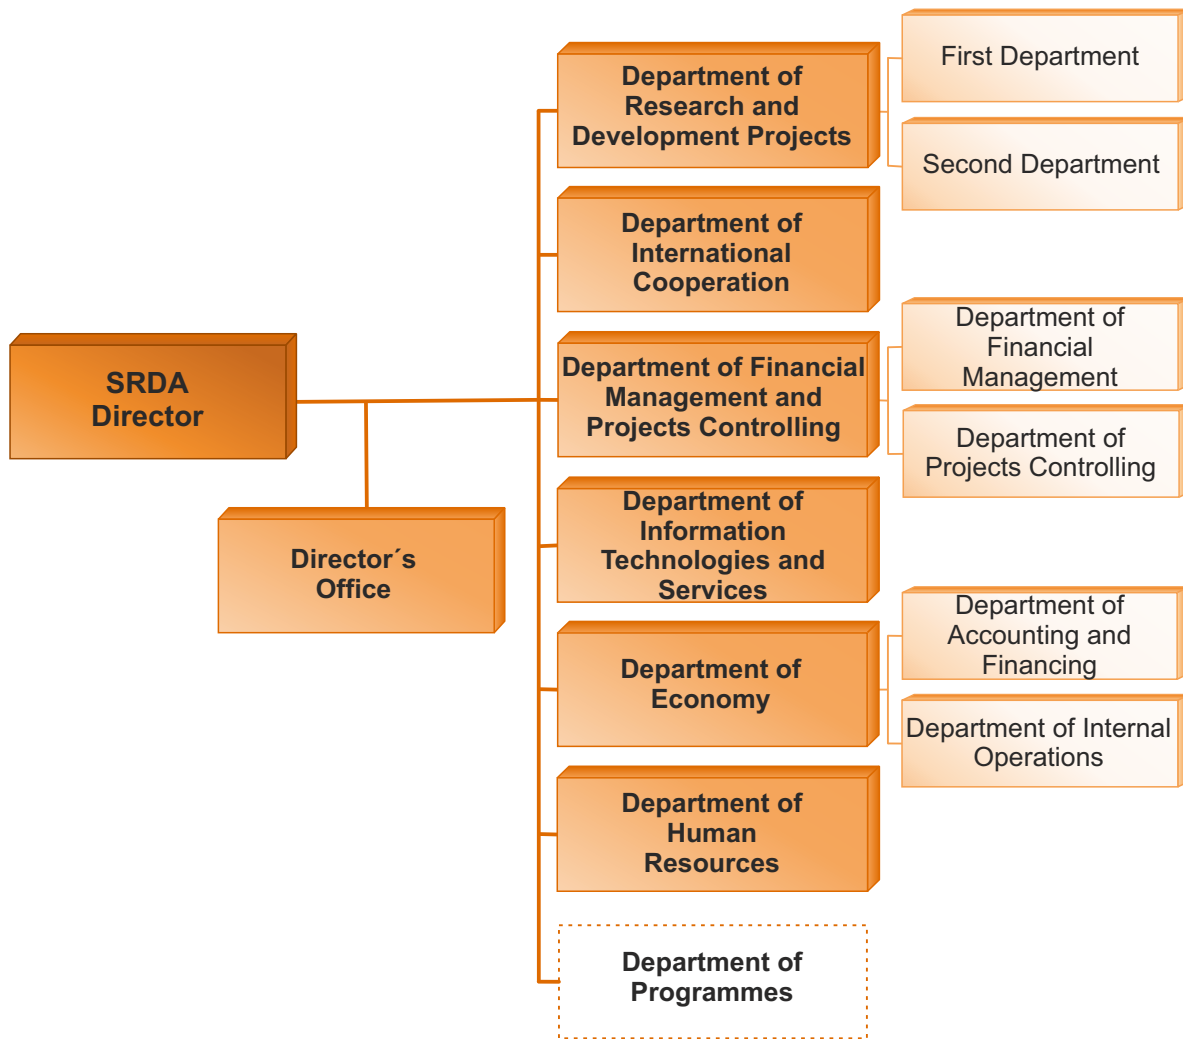 SRDA
Director
Director´s
Office
Department of
Research and
Development Projects
First Department
Second Department
Department of
International
Cooperation
Department of Financial
Management and
Projects Controlling
Department of
Financial
Management
Department of
Projects Controlling
Department of
Information
Technologies and
Services
Department of
Economy
Department of
Accounting and
Financing
Department of Internal
Operations
Department of
Human
Resources
Department of
Programmes